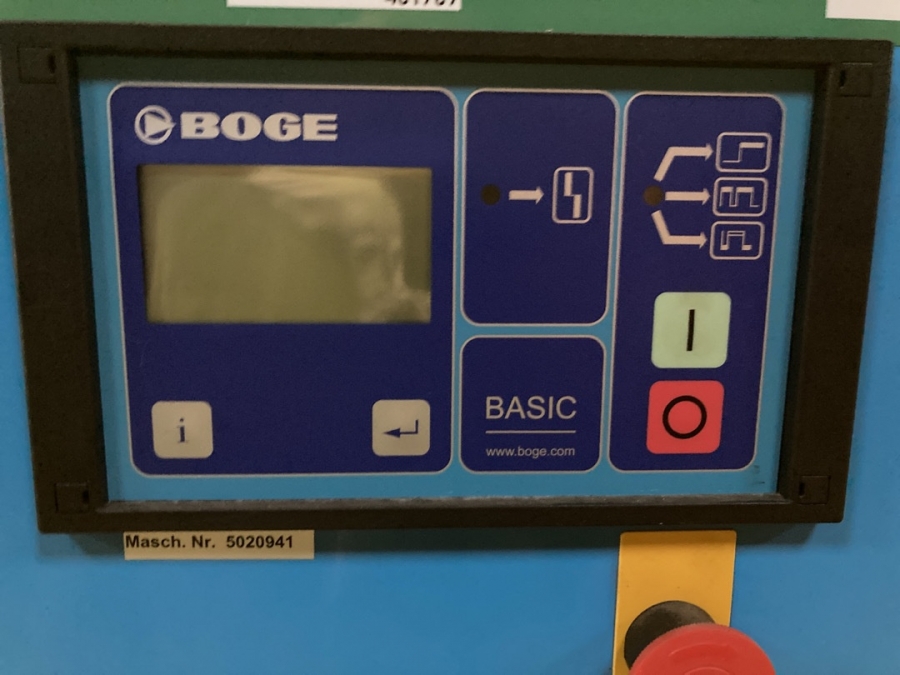 BOGE
i
I
O
BASIC
www.boge.com
Masch. Nr. 5020941